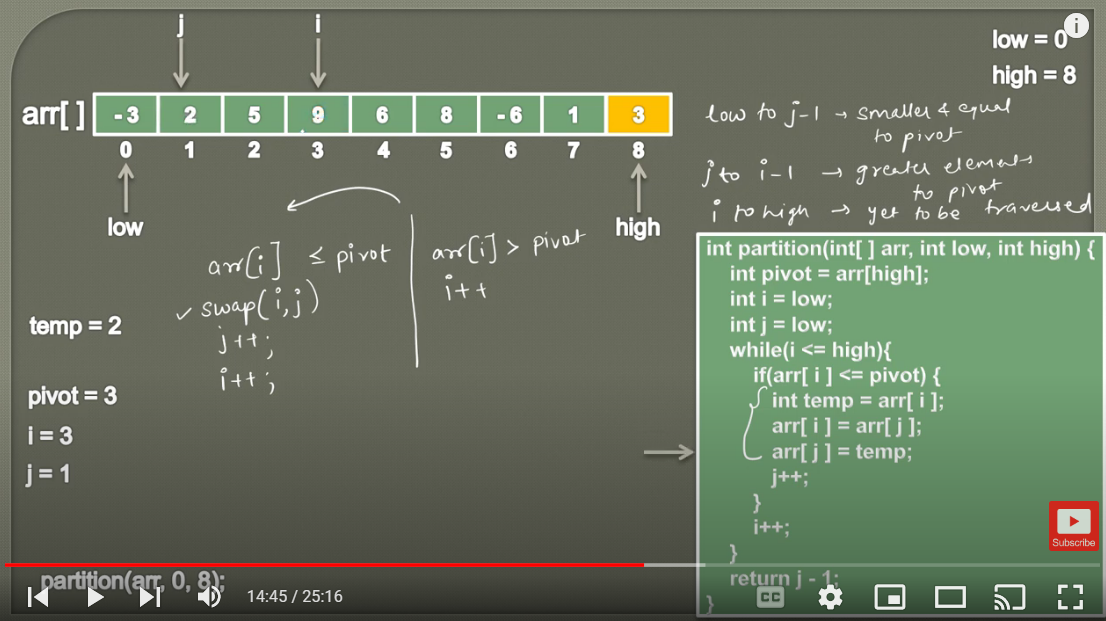 j i
low = 0
high = 8
arr[ ] - 3 2 5 9 6 8 - 6 1 3
0 1 2 3 4 5 6 7 8
low high
low to j-1 → smaller & equal
to pivot
j to i-1 → greater elements
to pivot
i to high → yet to be traversed
arr[i] ≤ pivot
✓ swap(i,j)
j++;
i++;
arr[i] > pivot
i++
temp = 2
pivot = 3
i = 3
j = 1
int partition(int[ ] arr, int low, int high) {
int pivot = arr[high];
int i = low;
int j = low;
while(i <= high){
if(arr[ i ] <= pivot) {
int temp = arr[ i ];
arr[ i ] = arr[ j ];
arr[ j ] = temp;
j++;
}
i++;
}
return j - 1;
}
partition(arr, 0, 8);
Subscribe
14:45 / 25:16
CC